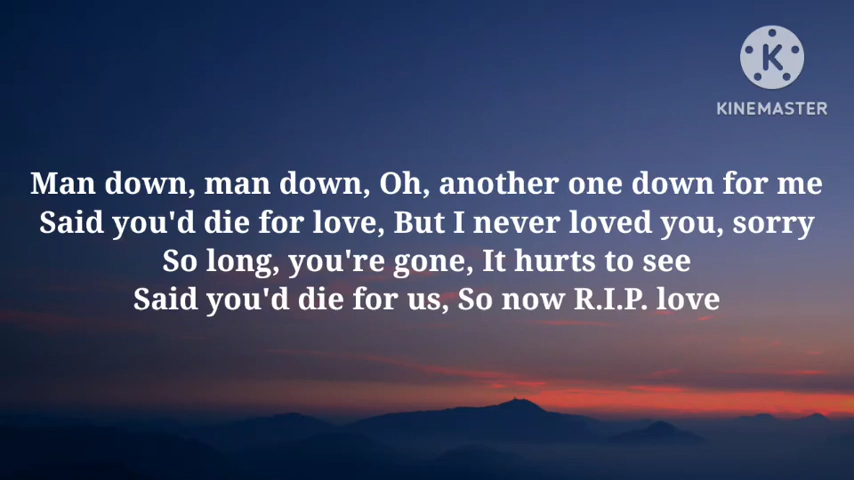 KINEMASTER
Man down, man down, Oh, another one down for me
Said you'd die for love, But I never loved you, sorry
So long, you're gone, It hurts to see
Said you'd die for us, So now R.I.P. love